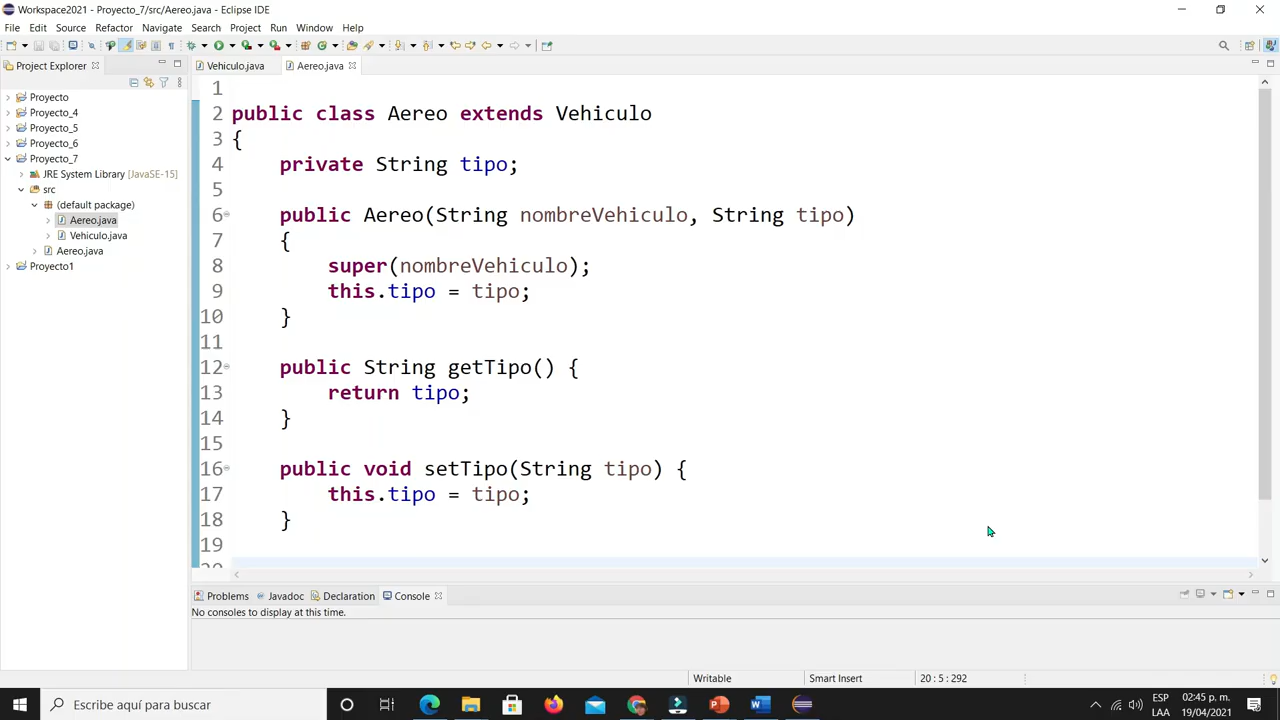 Workspace2021 - Proyecto_7/src/Aereo.java - Eclipse IDE
File Edit Source Refactor Navigate Search Project Run Window Help
Project Explorer
Vehiculo.java Aereo.java
Proyecto
Proyecto_4
Proyecto_5
Proyecto_6
Proyecto_7
JRE System Library [JavaSE-15]
src
(default package)
Aereo.java
Vehiculo.java
Aereo.java
Proyecto1
1
2 public class Aereo extends Vehiculo
3 {
4 private String tipo;
5
6 public Aereo(String nombreVehiculo, String tipo)
7 {
8 super(nombreVehiculo);
9 this.tipo = tipo;
10 }
11
12 public String getTipo() {
13 return tipo;
14 }
15
16 public void setTipo(String tipo) {
17 this.tipo = tipo;
18 }
19
20
Problems Javadoc Declaration Console
No consoles to display at this time.
Writable Smart Insert 20 : 5 : 292
Escribe aquí para buscar
ESP 02:45 p. m.
LAA 19/04/2021